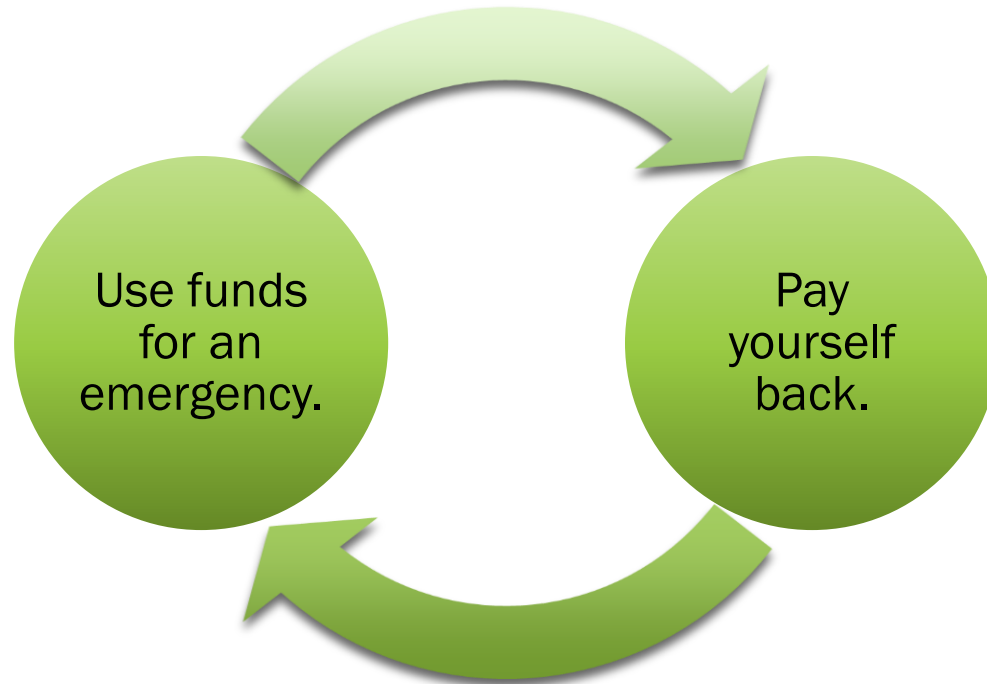 Use funds
for an
emergency.
Pay
yourself
back.